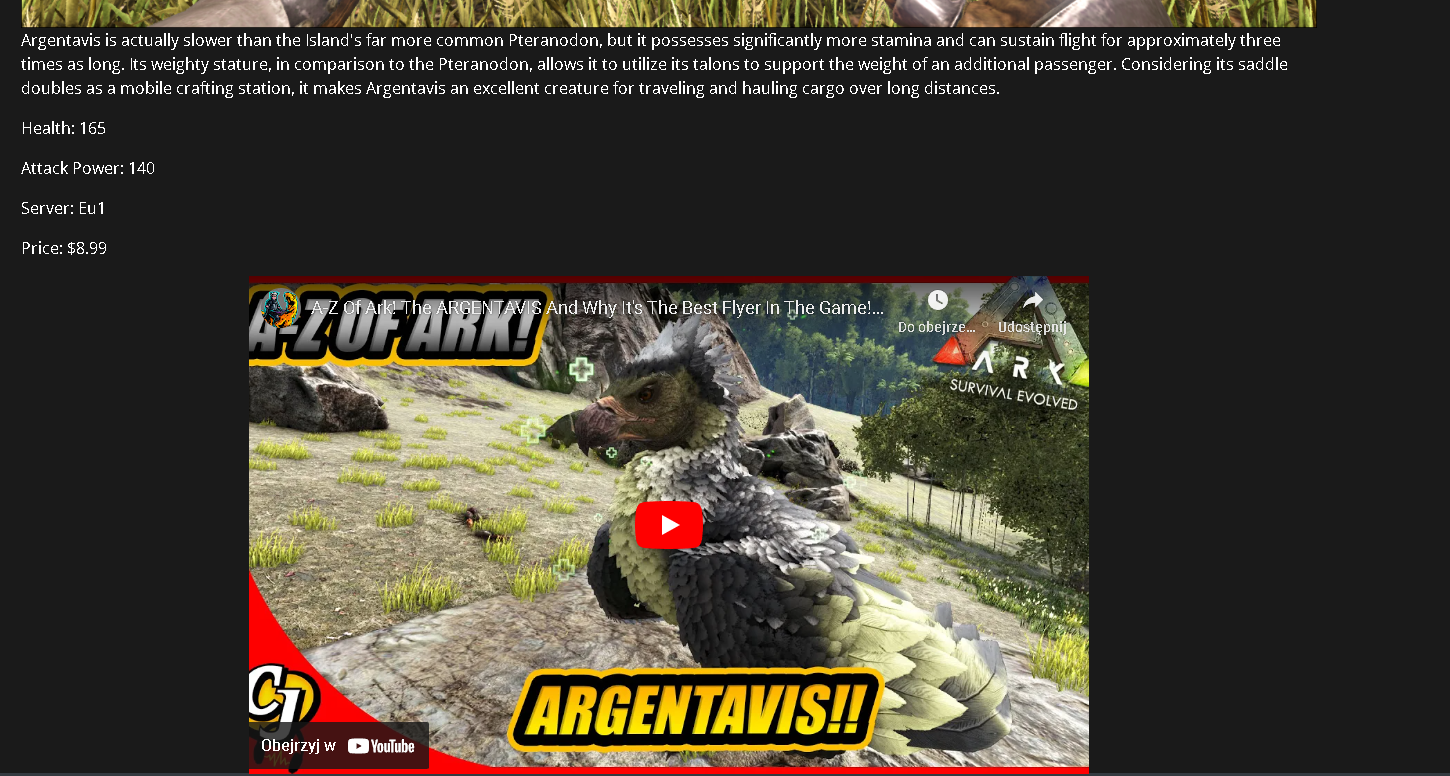 Argentavis is actually slower than the Island's far more common Pteranodon, but it possesses significantly more stamina and can sustain flight for approximately three
times as long. Its weighty stature, in comparison to the Pteranodon, allows it to utilize its talons to support the weight of an additional passenger. Considering its saddle
doubles as a mobile crafting station, it makes Argentavis an excellent creature for traveling and hauling cargo over long distances.
Health: 165
Attack Power: 140
Server: Eu1
Price: $8.99
A-Z Of Ark! The ARGENTAVIS And Why It's The Best Flyer In The Game!...
Do obejrze...
Udostępnij
A-Z OF ARK!
ARK
SURVIVAL EVOLVED
ARGENTAVIS!!
CJ
Obejrzyj w YouTube